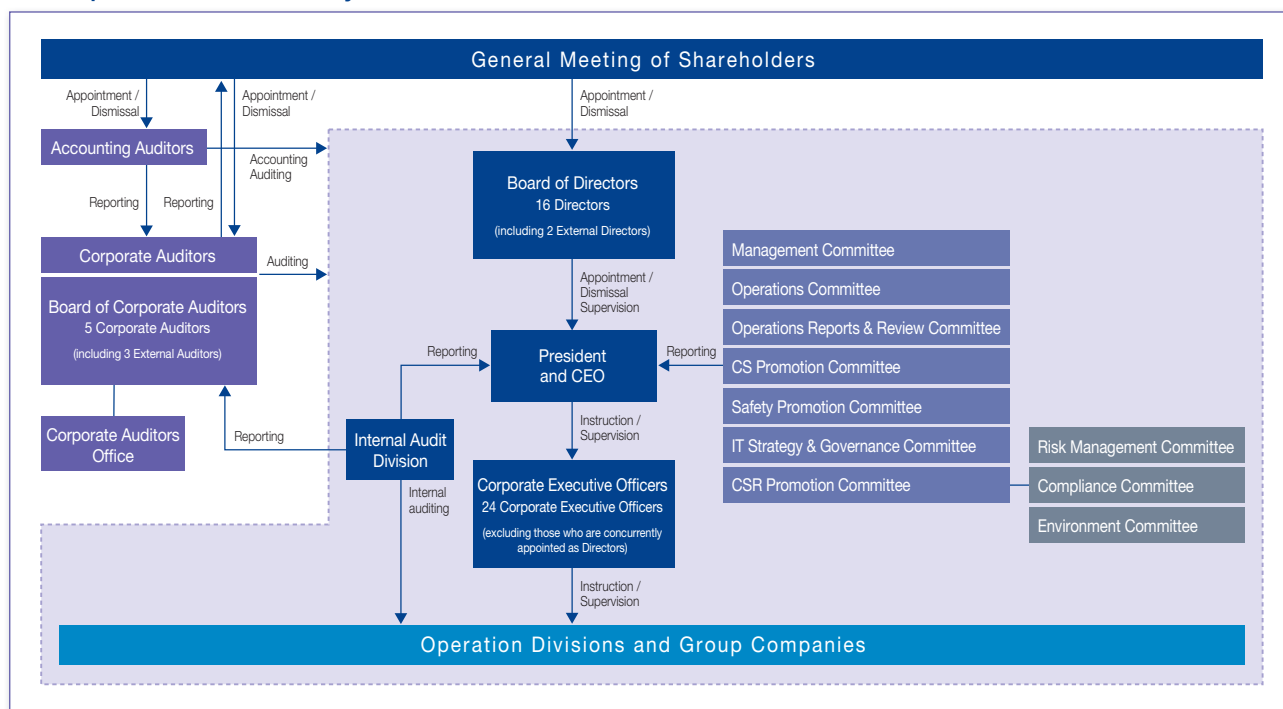 General Meeting of Shareholders
Appointment /
Dismissal
Appointment /
Dismissal
Appointment /
Dismissal
Accounting Auditors
Accounting
Auditing
Reporting
Reporting
Board of Directors
16 Directors
(including 2 External Directors)
Corporate Auditors
Auditing
Board of Corporate Auditors
5 Corporate Auditors
(including 3 External Auditors)
Appointment /
Dismissal
Supervision
Management Committee
Operations Committee
Operations Reports & Review Committee
CS Promotion Committee
Safety Promotion Committee
IT Strategy & Governance Committee
CSR Promotion Committee
Reporting
President
and CEO
Reporting
Corporate Auditors
Office
Reporting
Internal Audit
Division
Instruction /
Supervision
Risk Management Committee
Compliance Committee
Environment Committee
Internal
auditing
Corporate Executive Officers
24 Corporate Executive Officers
(excluding those who are concurrently
appointed as Directors)
Instruction /
Supervision
Operation Divisions and Group Companies